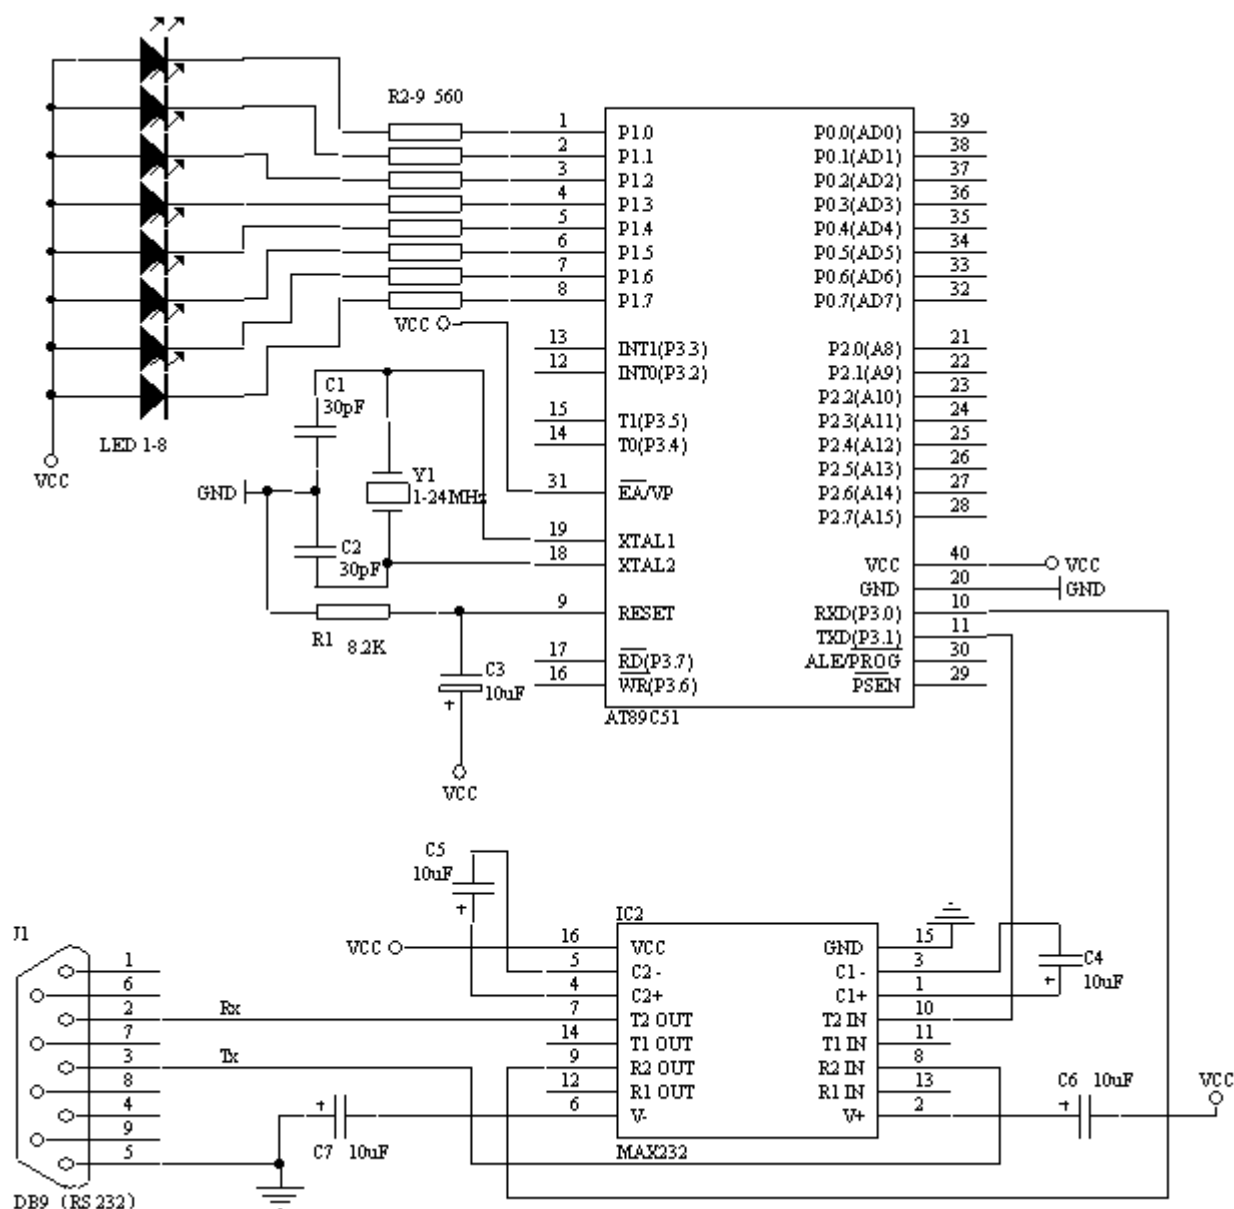 R2-9 560
1 P1.0 P0.0(AD0) 39
2 P1.1 P0.1(AD1) 38
3 P1.2 P0.2(AD2) 37
4 P1.3 P0.3(AD3) 36
5 P1.4 P0.4(AD4) 35
6 P1.5 P0.5(AD5) 34
7 P1.6 P0.6(AD6) 33
8 P1.7 P0.7(AD7) 32
VCC
13 INT1(P3.3) P2.0(A8) 21
12 INT0(P3.2) P2.1(A9) 22
P2.2(A10) 23
15 T1(P3.5) P2.3(A11) 24
14 T0(P3.4) P2.4(A12) 25
P2.5(A13) 26
31 EA/VP P2.6(A14) 27
P2.7(A15) 28
19 XTAL1
18 XTAL2 VCC 40 VCC
GND 20 GND
9 RESET RXD(P3.0) 10
TXD(P3.1) 11
17 RD(P3.7) ALE/PROG 30
16 WR(P3.6) PSEN 29
AT89C51
LED 1-8
VCC
C1
30pF
GND
Y1
1-24MHz
C2
30pF
R1 8.2K
C3
10uF
+
VCC
C5
10uF
+
IC2
VCC 16 VCC GND 15
5 C2- C1- 3
4 C2+ C1+ 1
7 T2 OUT T2 IN 10
14 T1 OUT T1 IN 11
9 R2 OUT R2 IN 8
12 R1 OUT R1 IN 13
6 V- V+ 2
MAX232
C4
+ 10uF
C6 10uF
+
VCC
J1
1
6
2 Rx
7
3 Tx
8
4
9
5
+
C7 10uF
DB9 (RS232)